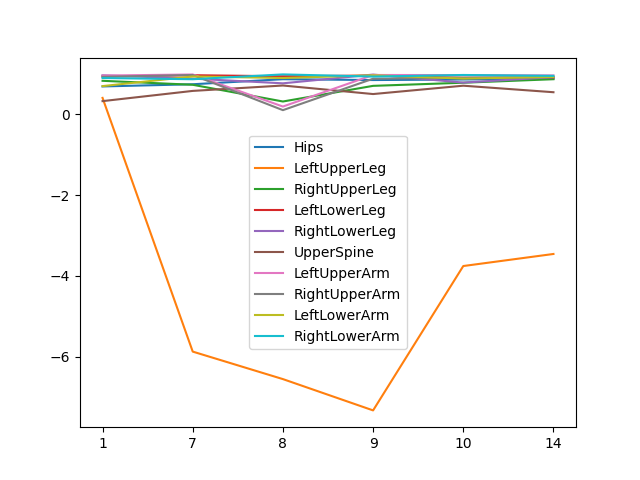 0
−2
−4
−6
1 7 8 9 10 14
Hips
LeftUpperLeg
RightUpperLeg
LeftLowerLeg
RightLowerLeg
UpperSpine
LeftUpperArm
RightUpperArm
LeftLowerArm
RightLowerArm